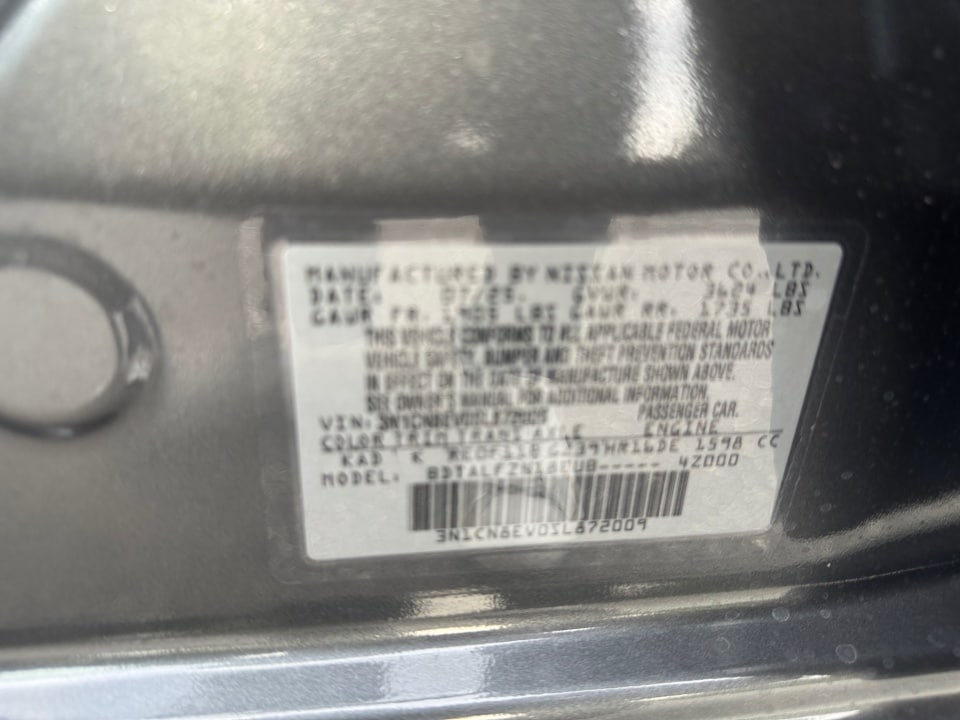 MANUFACTURED BY NISSAN MOTOR CO.,LTD.
DATE: 07/25 GVWR: 3624 LBS
GAWR FR. LBS GAWR RR. 1735 LBS
THIS VEHICLE CONFORMS TO ALL APPLICABLE FEDERAL MOTOR
VEHICLE SAFETY, BUMPER AND THEFT PREVENTION STANDARDS
IN EFFECT ON THE DATE OF MANUFACTURE SHOWN ABOVE.
SEE OWNER'S MANUAL FOR ADDITIONAL INFORMATION.
VIN: PASSENGER CAR.
COLOR TRIM TRANS AXLE ENGINE
KAD K HR16DE 1598 CC
MODEL: 4Z000